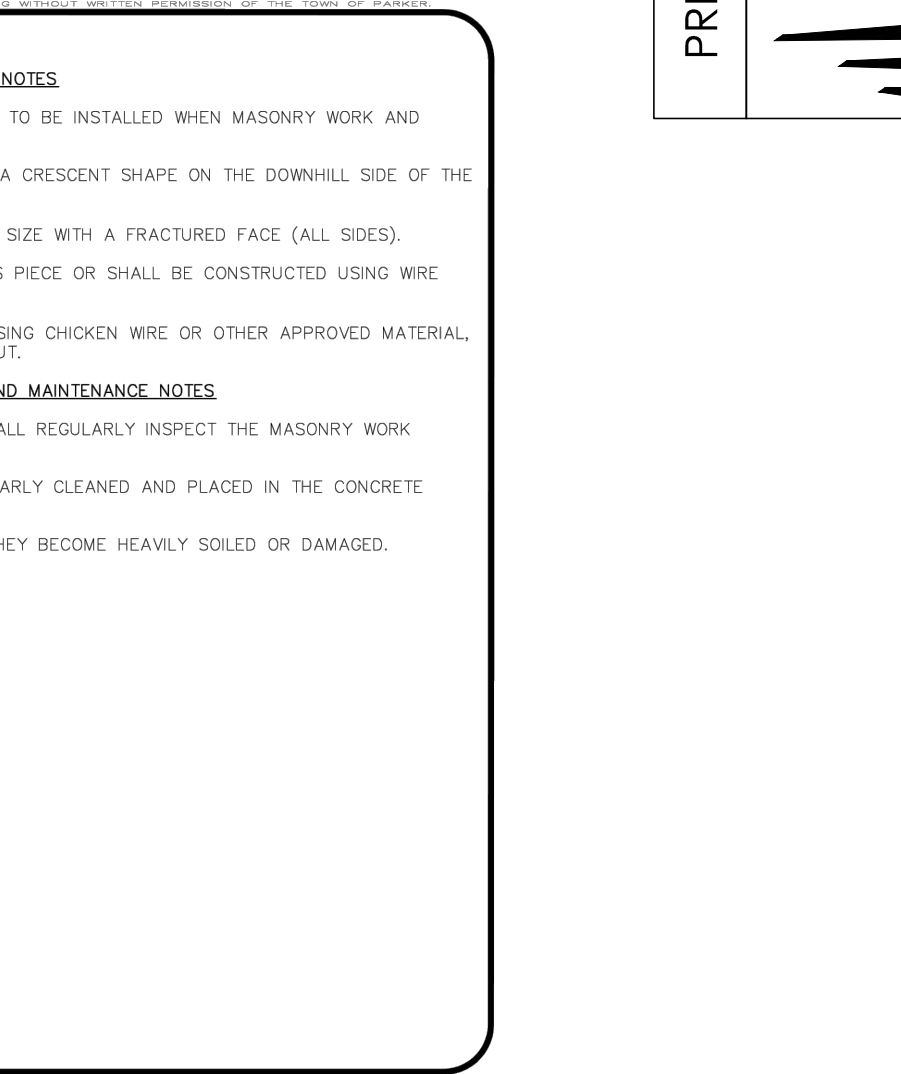 WITHOUT WRITTEN PERMISSION OF THE TOWN OF PARKER.
NOTES
TO BE INSTALLED WHEN MASONRY WORK AND
A CRESCENT SHAPE ON THE DOWNHILL SIDE OF THE
SIZE WITH A FRACTURED FACE (ALL SIDES).
PIECE OR SHALL BE CONSTRUCTED USING WIRE
SING CHICKEN WIRE OR OTHER APPROVED MATERIAL,
UT.
ND MAINTENANCE NOTES
ALL REGULARLY INSPECT THE MASONRY WORK
ARLY CLEANED AND PLACED IN THE CONCRETE
HEY BECOME HEAVILY SOILED OR DAMAGED.
PRI